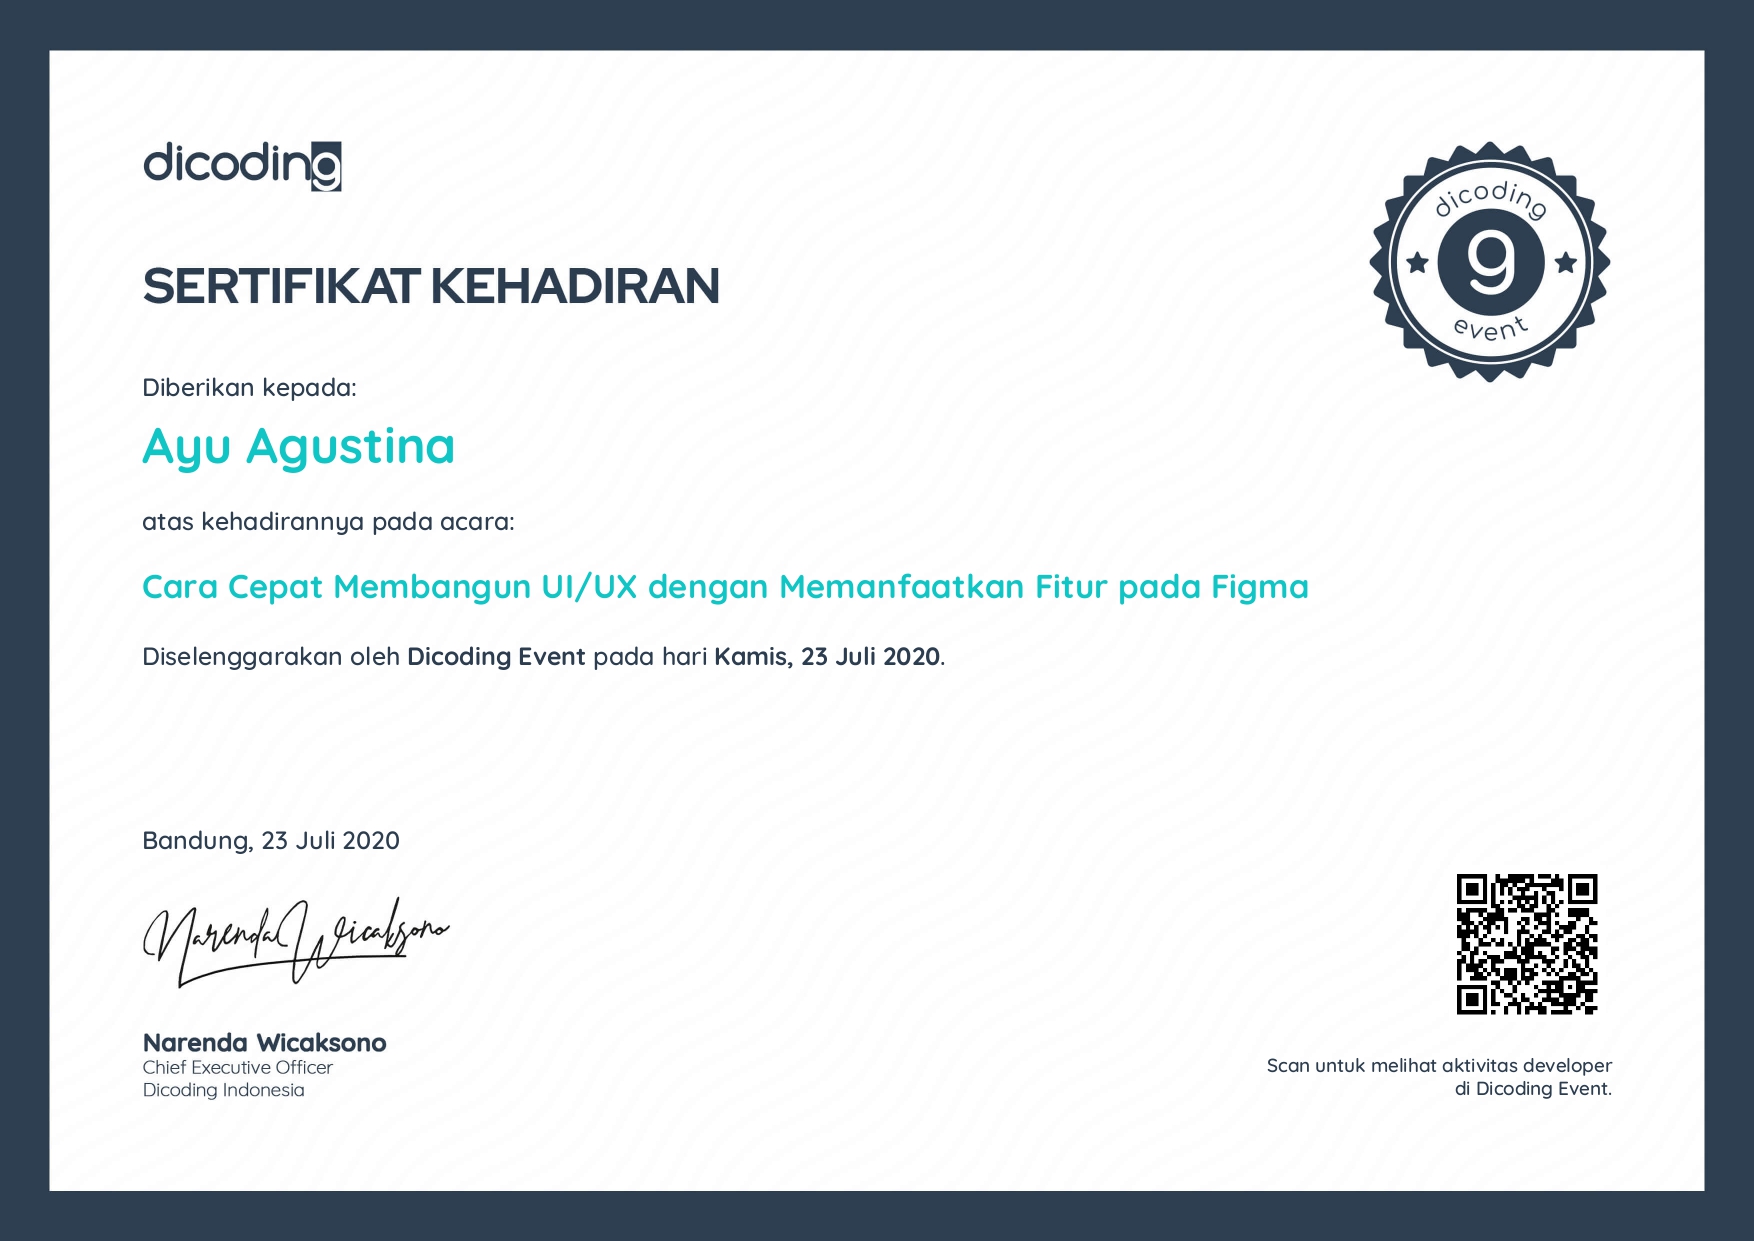 dicoding
SERTIFIKAT KEHADIRAN
dicoding
g
event
Diberikan kepada:
Ayu Agustina
atas kehadirannya pada acara:
Cara Cepat Membangun UI/UX dengan Memanfaatkan Fitur pada Figma
Diselenggarakan oleh Dicoding Event pada hari Kamis, 23 Juli 2020.
Bandung, 23 Juli 2020
Narenda Wicaksono
Narenda Wicaksono
Chief Executive Officer
Dicoding Indonesia
Scan untuk melihat aktivitas developer
di Dicoding Event.